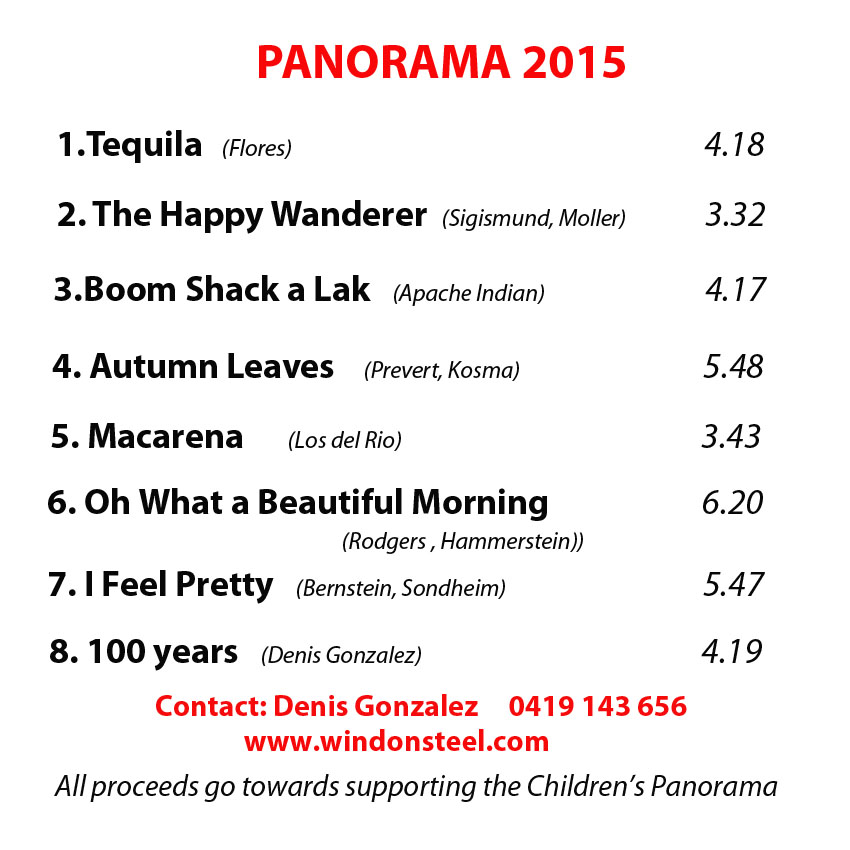 PANORAMA 2015
1.Tequila (Flores) 4.18
2. The Happy Wanderer (Sigismund, Moller) 3.32
3.Boom Shack a Lak (Apache Indian) 4.17
4. Autumn Leaves (Prevert, Kosma) 5.48
5. Macarena (Los del Rio) 3.43
6. Oh What a Beautiful Morning 6.20
(Rodgers , Hammerstein))
7. I Feel Pretty (Bernstein, Sondheim) 5.47
8. 100 years (Denis Gonzalez) 4.19
Contact: Denis Gonzalez 0419 143 656
www.windonsteel.com
All proceeds go towards supporting the Children’s Panorama